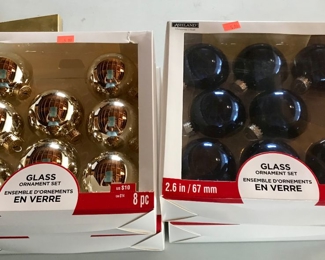 GLASS
ORNAMENT SET
ENSEMBLE D'ORNEMENTS
EN VERRE
8 pc
GLASS
ORNAMENT SET
ENSEMBLE D'ORNEMENTS
EN VERRE
2.6 in / 67 mm